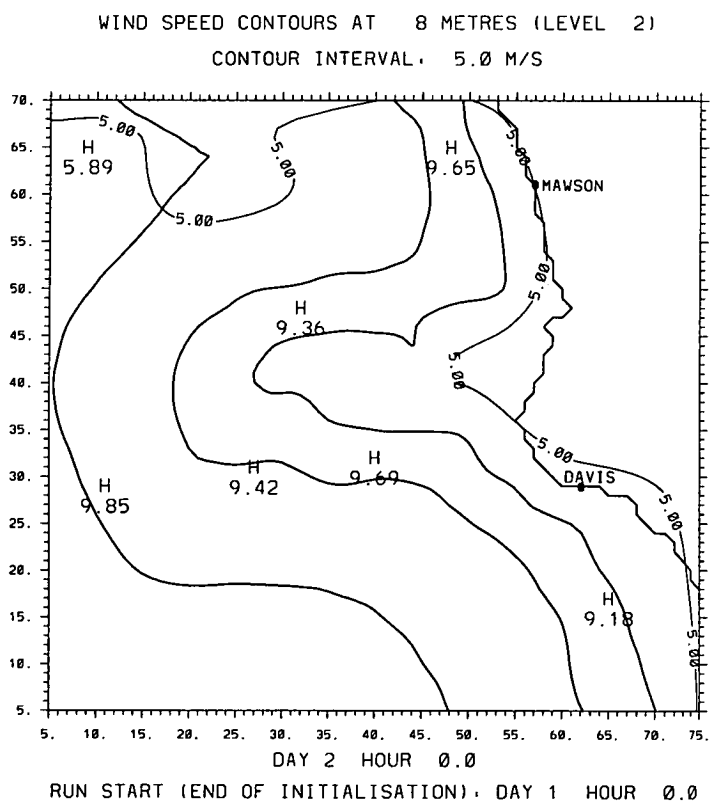 WIND SPEED CONTOURS AT 8 METRES (LEVEL 2)
CONTOUR INTERVAL, 5.0 M/S
70.
65.
60.
55.
50.
45.
40.
35.
30.
25.
20.
15.
10.
5.
5.00
5.00
H
5.89
5.00
5.00
H
9.65
MAWSON
5.00
H
9.36
5.00
5.00
H
9.85
H
9.42
H
9.69
DAVIS
5.00
H
9.18
5.00
5. 10. 15. 20. 25. 30. 35. 40. 45. 50. 55. 60. 65. 70. 75.
DAY 2 HOUR 0.0
RUN START (END OF INITIALISATION), DAY 1 HOUR 0.0